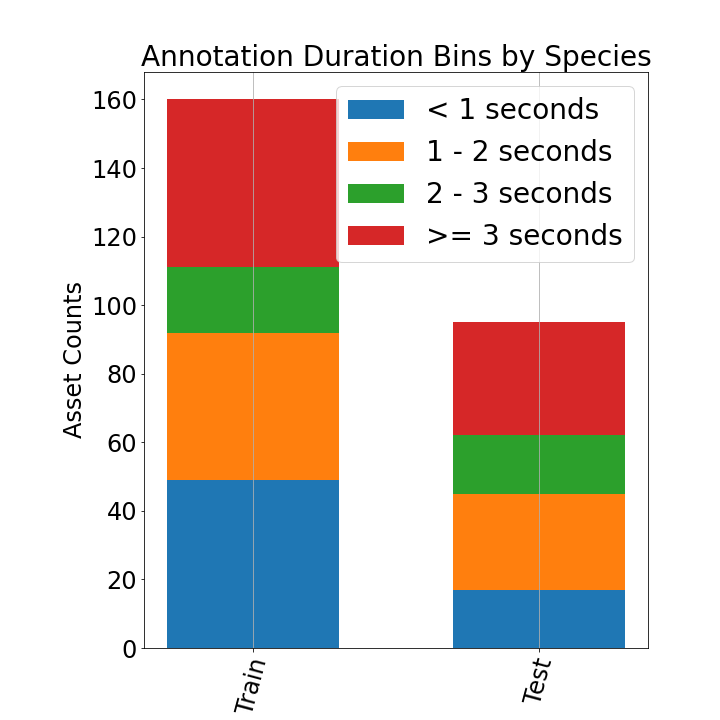 Annotation Duration Bins by Species
160
140
120
100
80
60
40
20
0
Asset Counts
< 1 seconds
1 - 2 seconds
2 - 3 seconds
>= 3 seconds
Train
Test